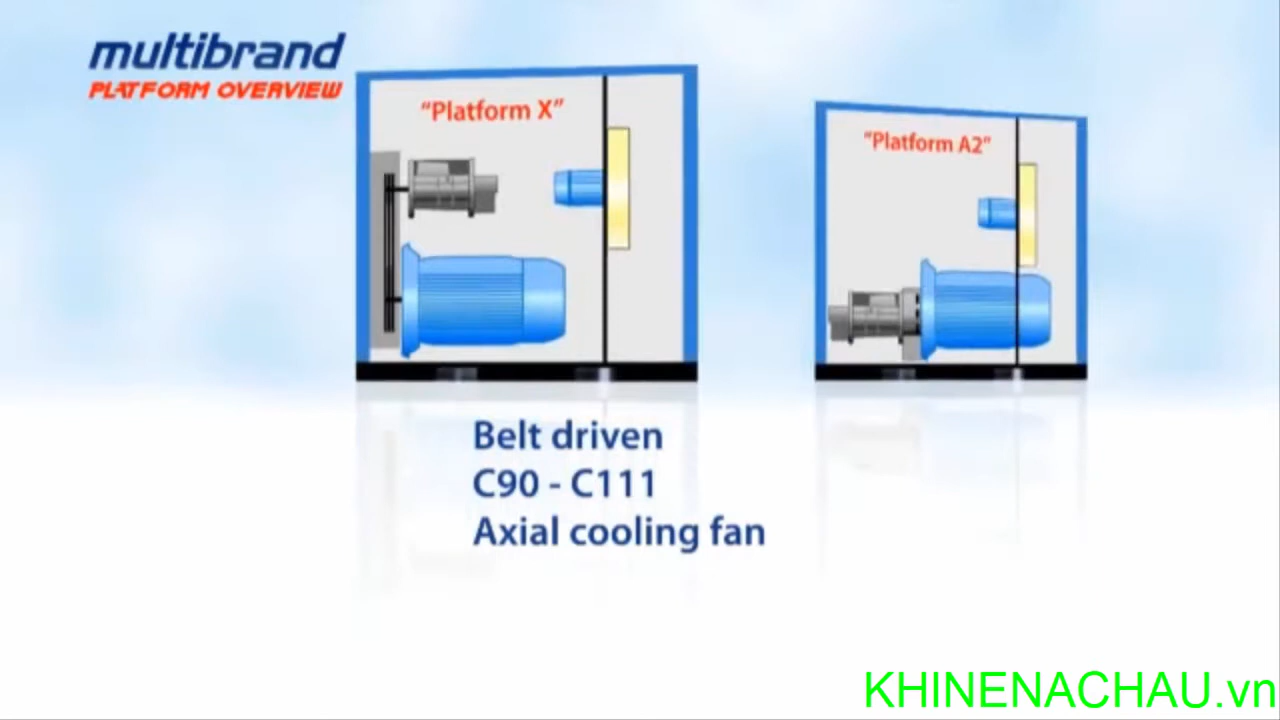 multibrand
PLATFORM OVERVIEW
“Platform X”
“Platform A2”
Belt driven
C90 - C111
Axial cooling fan
KHINENACHAU.vn